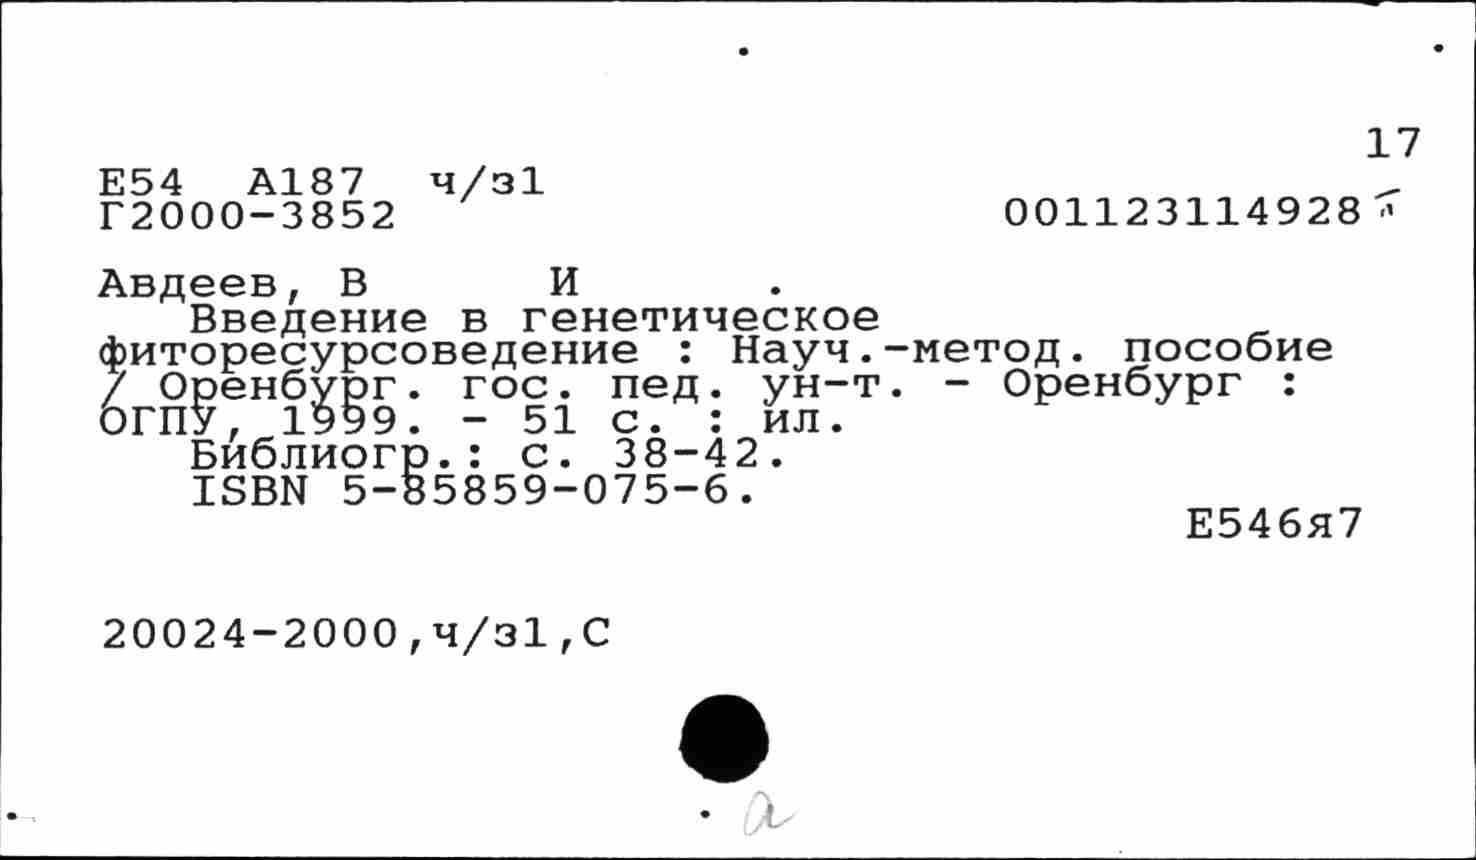 17
Е54 А187 ч/з1
Г2000-3852 001123114928
Авдеев, В И .
Введение в генетическое
фиторесурсоведение : Науч.-метод. пособие
/ Оренбург. гос. пед. ун-т. - Оренбург :
ОГПУ, 1999. - 51 с. : ил.
Библиогр.: с. 38-42.
ISBN 5-85859-075-6.
Е546я7
20024-2000,ч/з1,С
а